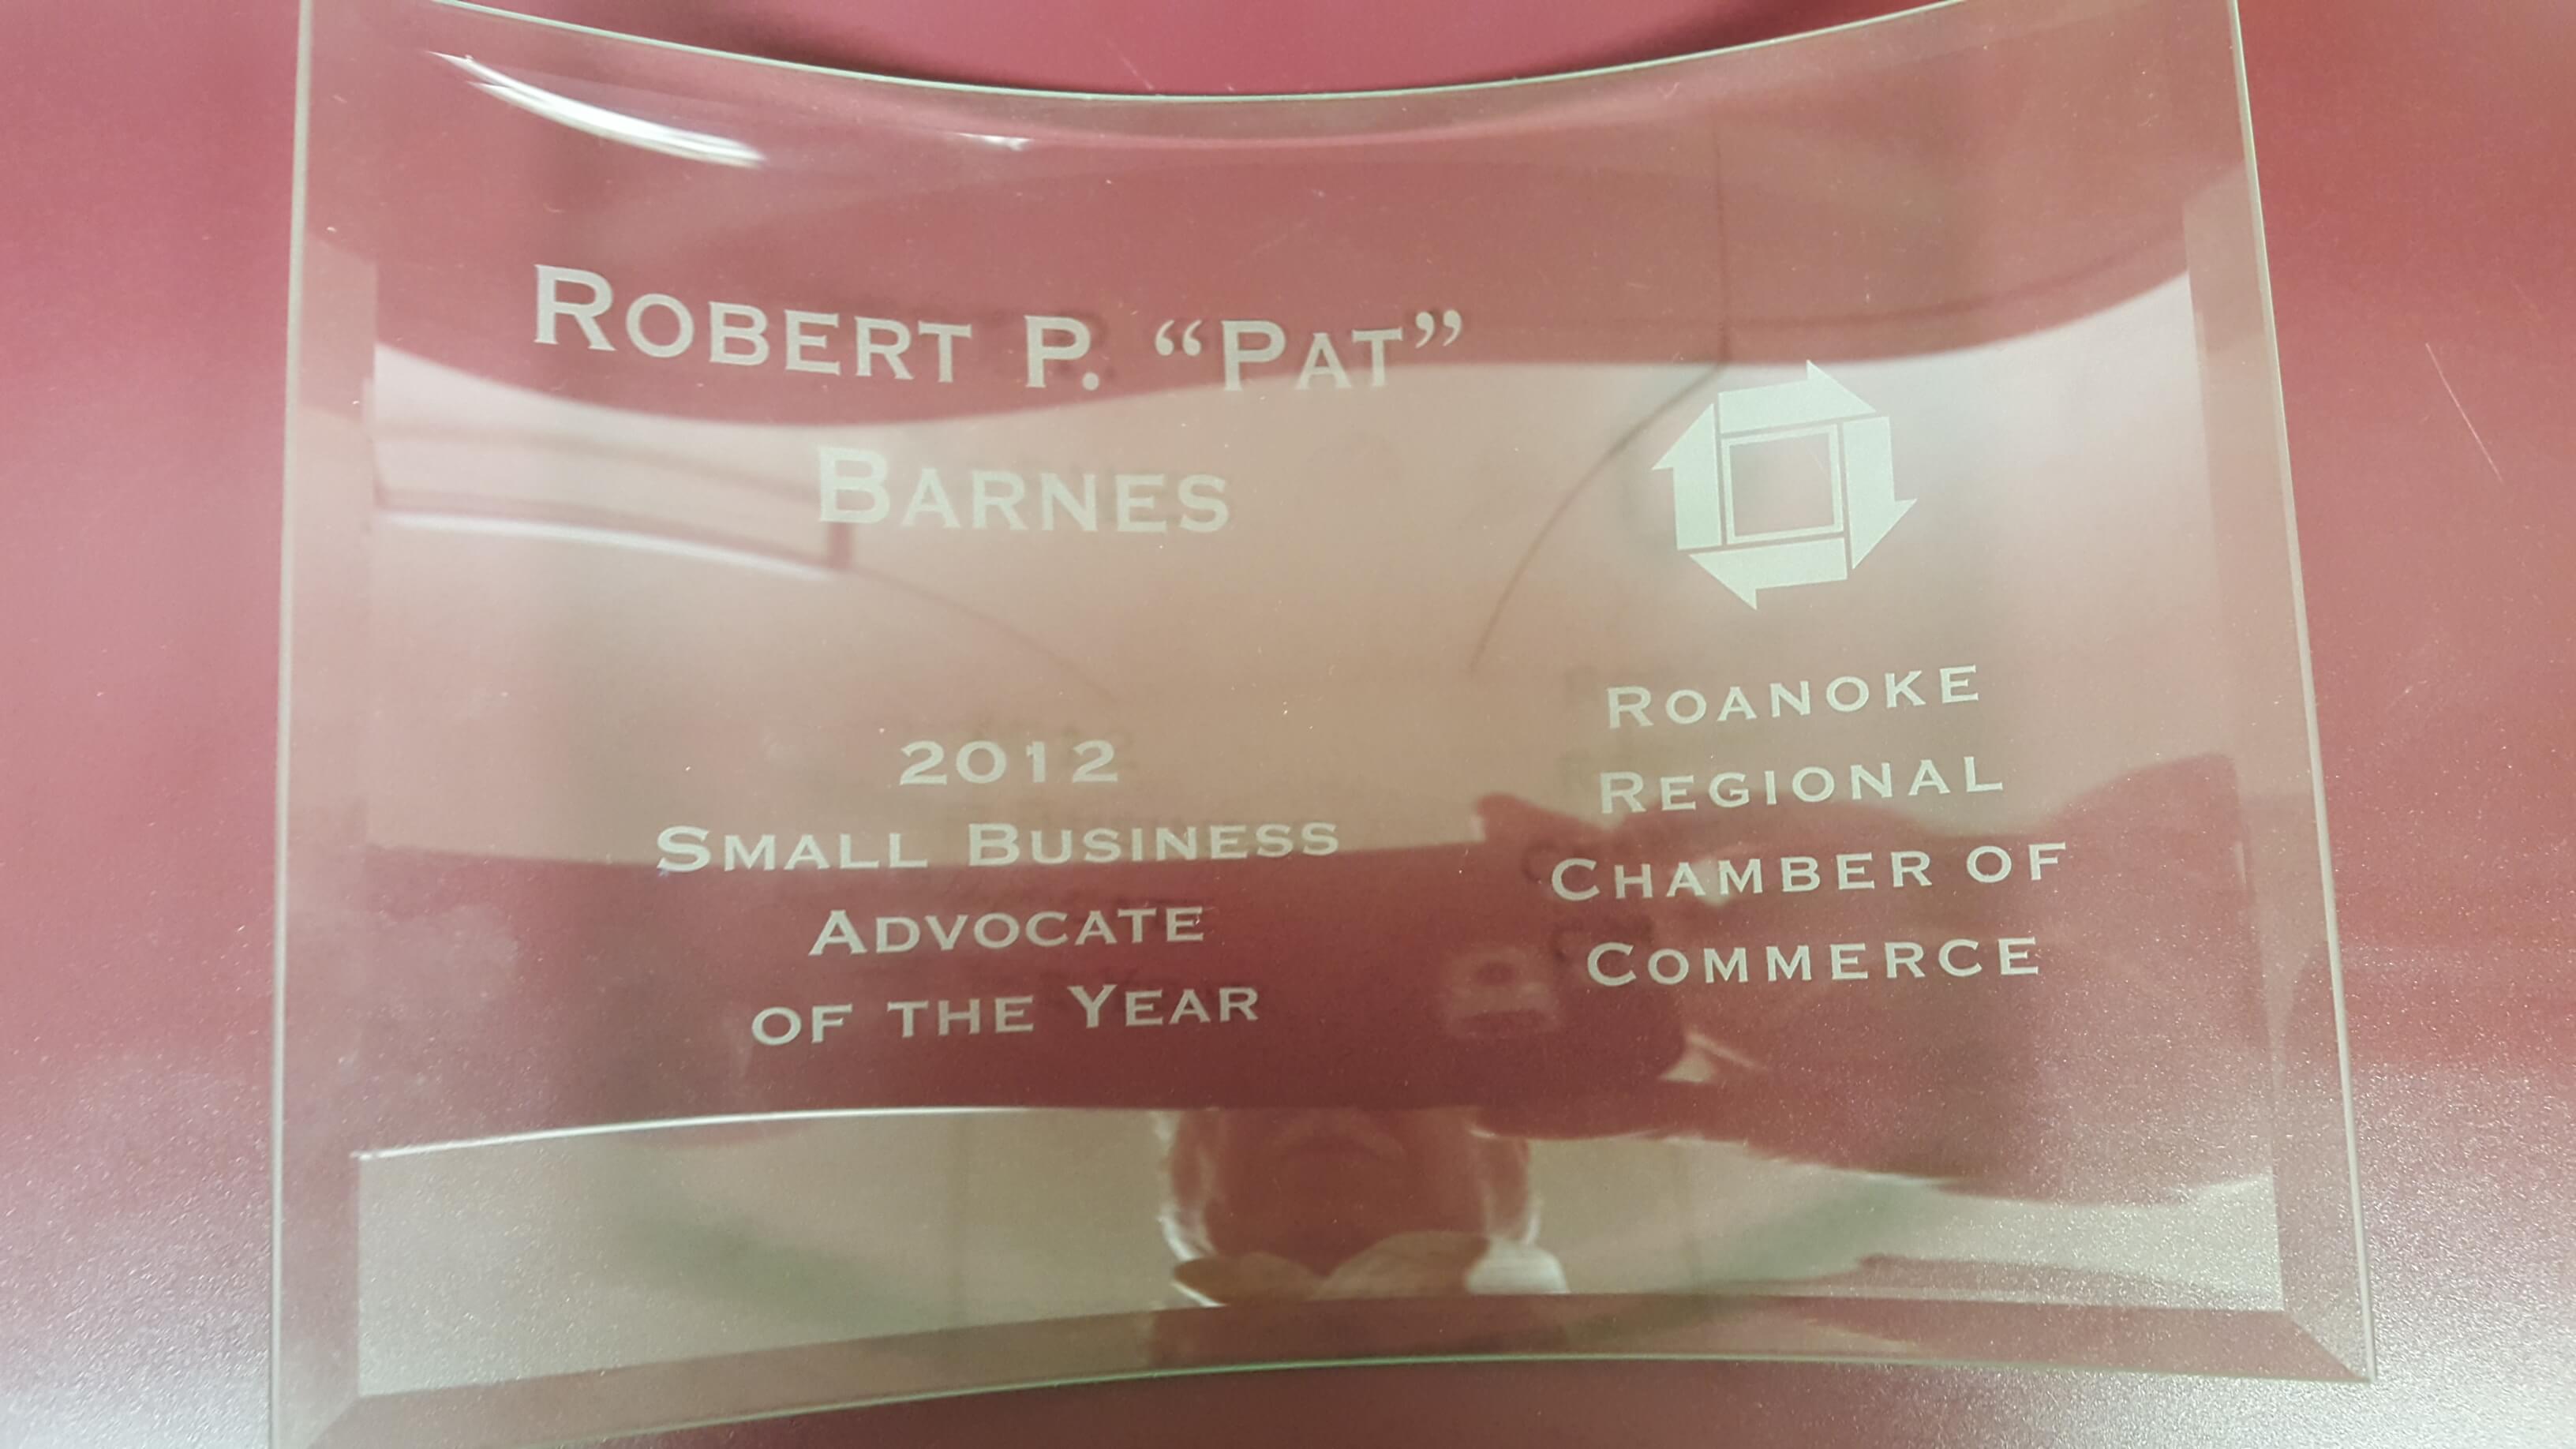 Robert P. “Pat”
Barnes
2012
Small Business
Advocate
of the Year
Roanoke
Regional
Chamber of
Commerce